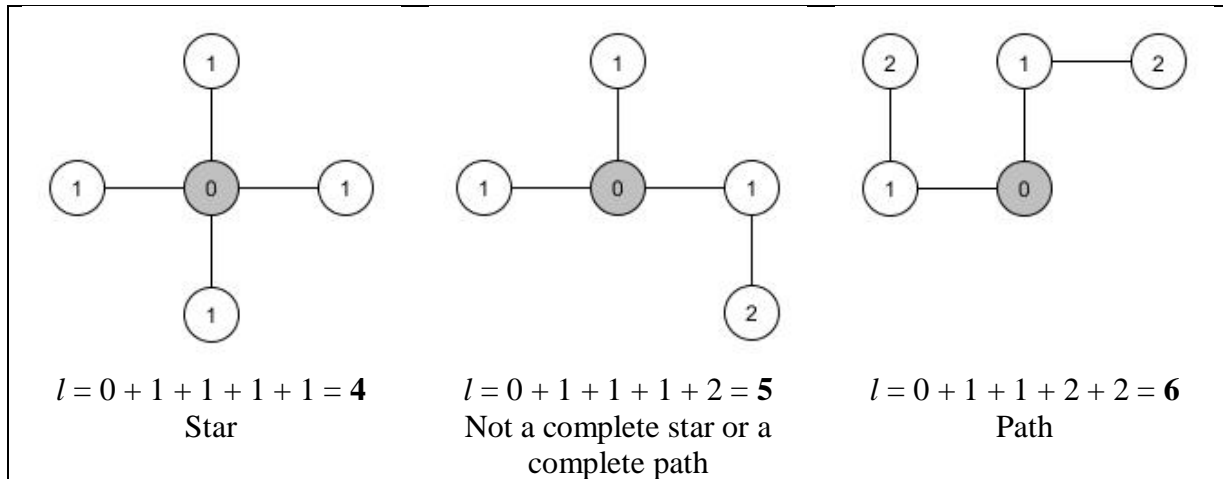 1
1
0
1
1
l = 0 + 1 + 1 + 1 + 1 = 4
Star
1
1
0
1
2
l = 0 + 1 + 1 + 1 + 2 = 5
Not a complete star or a
complete path
2
1
2
1
0
l = 0 + 1 + 1 + 2 + 2 = 6
Path